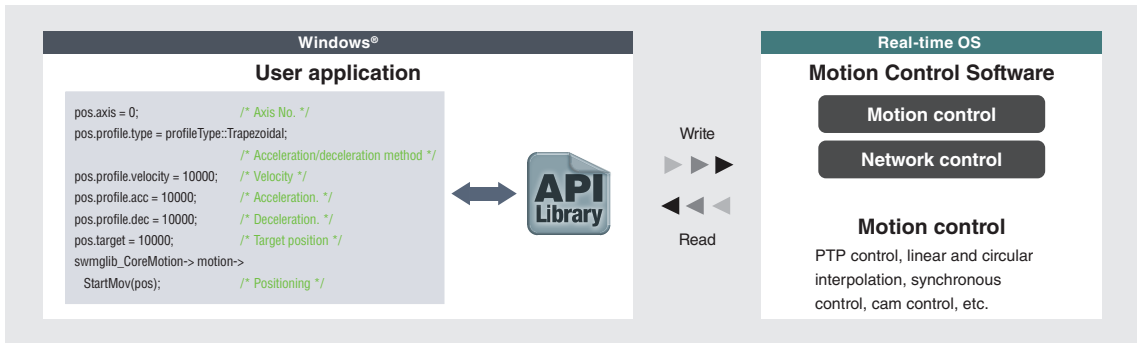 Windows®
User application
pos.axis = 0; /* Axis No. */
pos.profile.type = profileType::Trapezoidal;
/* Acceleration/deceleration method */
pos.profile.velocity = 10000; /* Velocity */
pos.profile.acc = 10000; /* Acceleration. */
pos.profile.dec = 10000; /* Deceleration. */
pos.target = 10000; /* Target position */
swmglib_CoreMotion-> motion->
StartMov(pos); /* Positioning */
API
Library
Write
Read
Real-time OS
Motion Control Software
Motion control
Network control
Motion control
PTP control, linear and circular
interpolation, synchronous
control, cam control, etc.